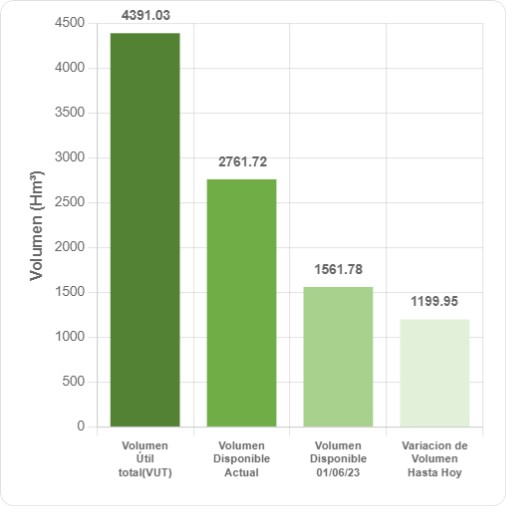 4500
4391.03
4000
3500
3000
2761.72
2500
2000
1561.78
1500
1199.95
1000
500
0
Volumen (Hm³)
Volumen
Útil
total(VUT)
Volumen
Disponible
Actual
Volumen
Disponible
01/06/23
Variacion de
Volumen
Hasta Hoy